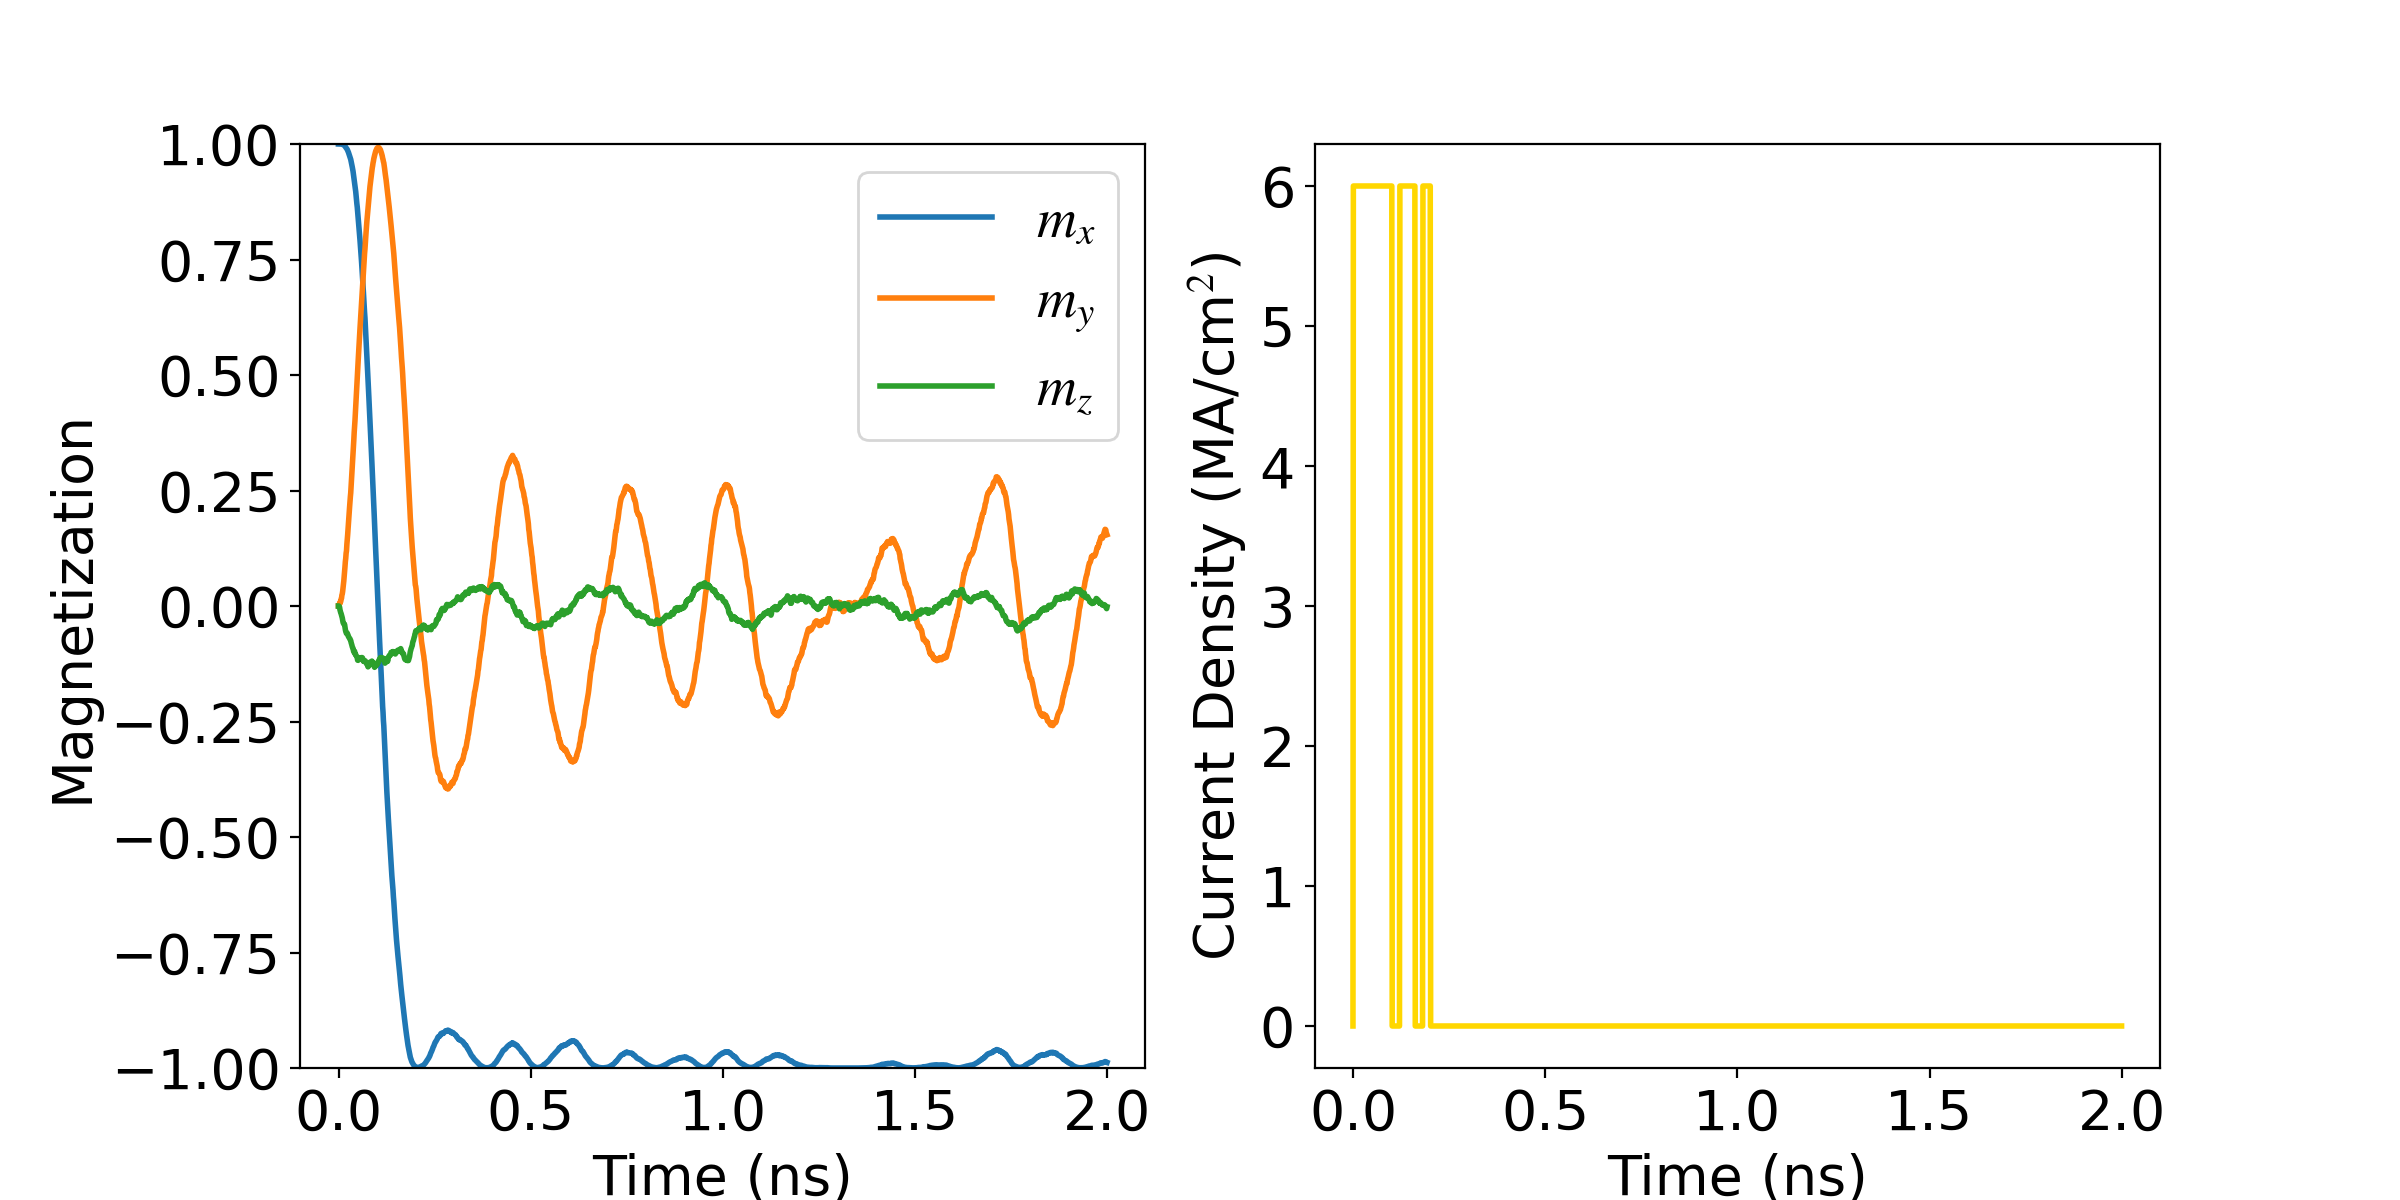 Magnetization
1.00
0.75
0.50
0.25
0.00
−0.25
−0.50
−0.75
−1.00
0.0 0.5 1.0 1.5 2.0
Time (ns)
m_x
m_y
m_z
Current Density (MA/cm²)
6
5
4
3
2
1
0
0.0 0.5 1.0 1.5 2.0
Time (ns)